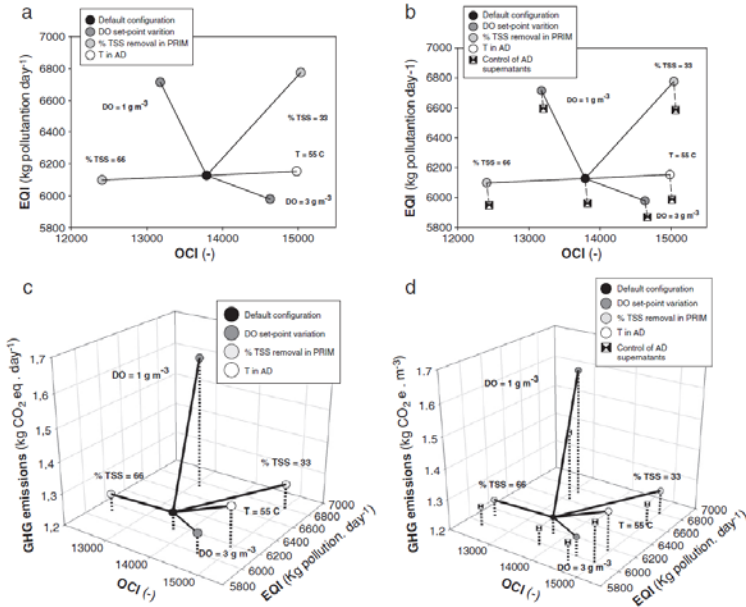 a
Default configuration
DO set-point varition
% TSS removal in PRIM
T in AD
7000
6800
6600
6400
6200
6000
5800
EQI (kg pollutantion day-1)
DO = 1 g m-3
% TSS = 33
% TSS = 66
T = 55 C
DO = 3 g m-3
12000
13000
14000
15000
OCI (-)
b
Default configuration
DO set-point variation
% TSS removal in PRIM
T in AD
Control of AD
supernatants
7000
6800
6600
6400
6200
6000
5800
EQI (kg pollutantion day-1)
% TSS = 33
DO = 1 g m-3
% TSS = 66
T = 55 C
DO = 3 g m-3
12000
13000
14000
15000
OCI (-)
c
Default configuration
DO set-point variation
% TSS removal in PRIM
T in AD
1,7
1,6
1,5
1,4
1,3
1,2
GHG emissions (kg CO2 eq . day-1)
DO = 1 g m-3
% TSS = 66
% TSS = 33
T = 55 C
DO = 3 g m-3
13000
14000
15000
OCI (-)
7000
6800
6600
6400
6200
6000
5800
EQI (Kg pollution. day-1)
d
Default configuration
DO set-point variation
% TSS removal in PRIM
T in AD
Control of AD
supernatants
1.7
1.6
1.5
1.4
1.3
1.2
GHG emissions (kg CO2 e . m-3)
DO = 1 g m-3
% TSS = 66
% TSS = 33
T = 55 C
DO = 3 g m-3
13000
14000
15000
OCI (-)
7000
6800
6600
6400
6200
6000
5800
EQI (Kg pollution. day-1)